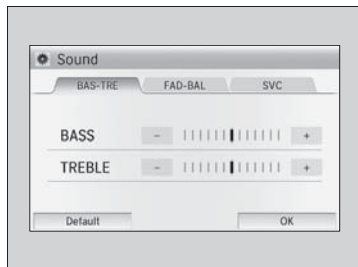 Sound
BAS-TRE FAD-BAL SVC
BASS - +
TREBLE - +
Default OK